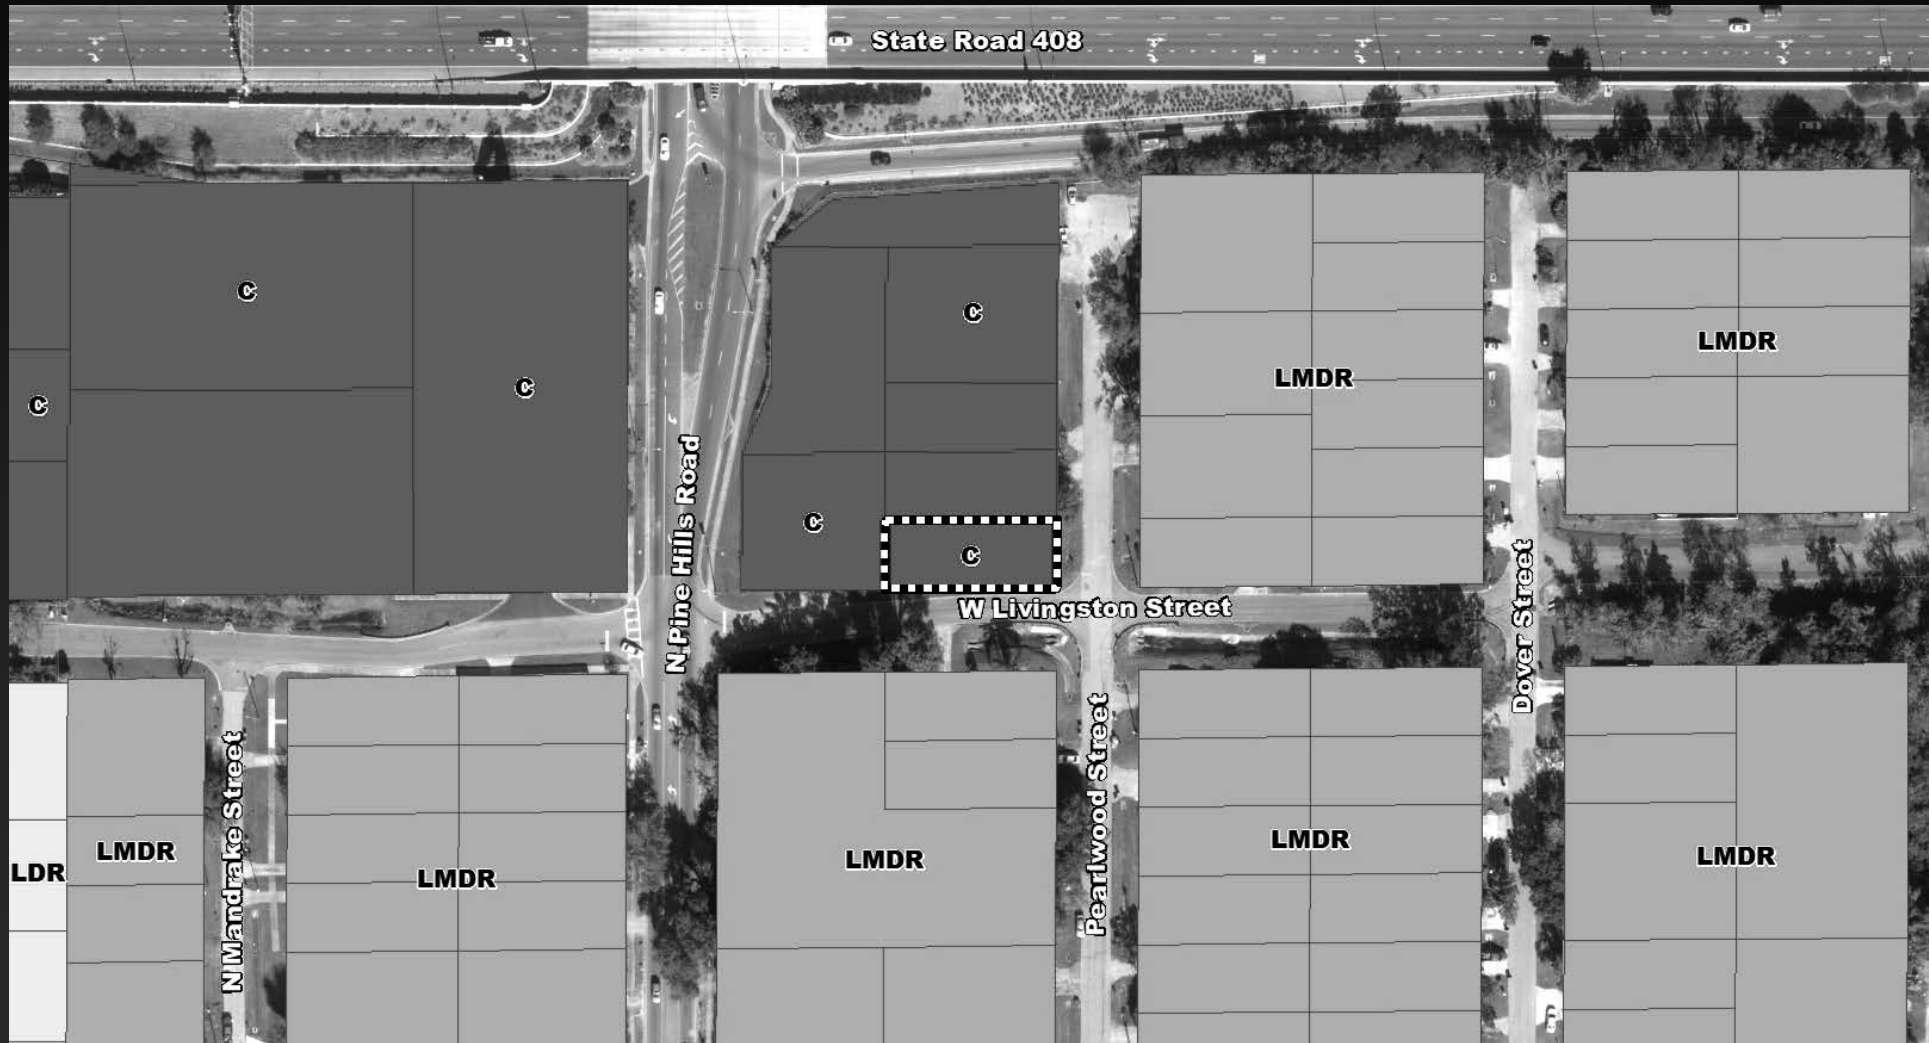 State Road 408
C
C
C
C
C
C
LMDR
LMDR
N Pine Hills Road
W Livingston Street
Dover Street
LDR
LMDR
N Mandrake Street
LMDR
LMDR
Pearlwood Street
LMDR
LMDR